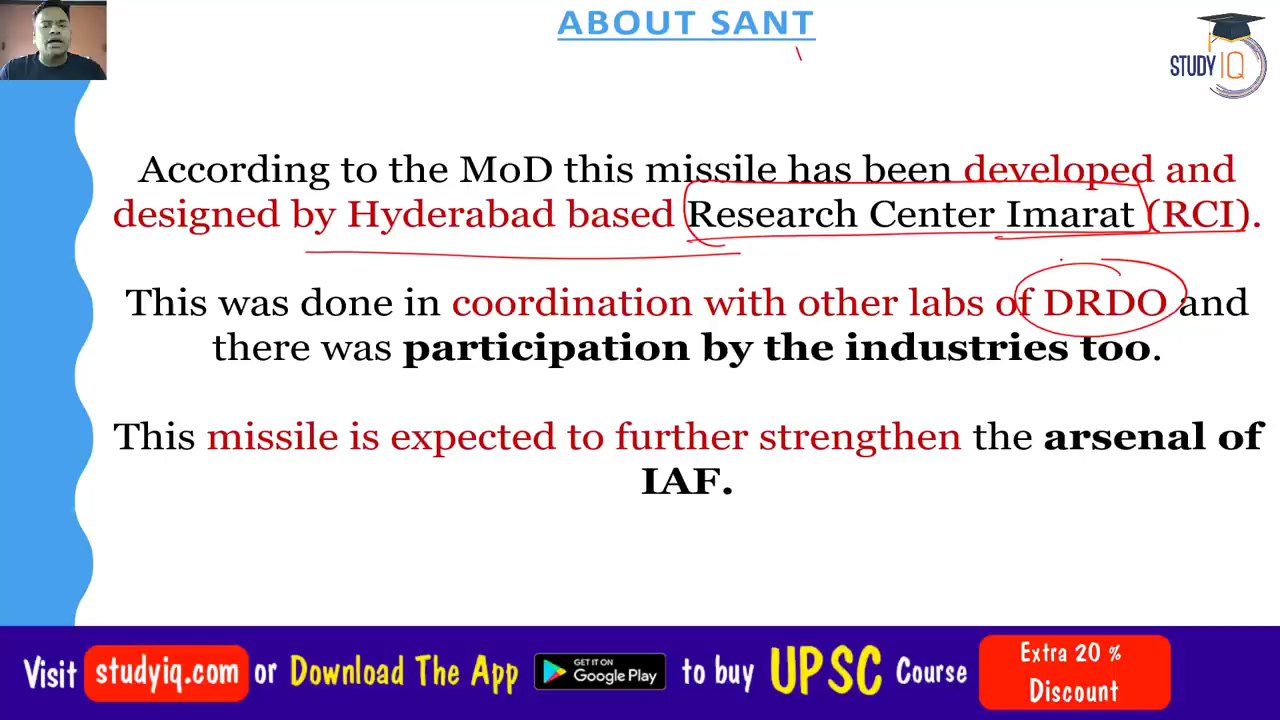 ABOUT SANT
STUDY IQ
According to the MoD this missile has been developed and
designed by Hyderabad based Research Center Imarat (RCI).
This was done in coordination with other labs of DRDO and
there was participation by the industries too.
This missile is expected to further strengthen the arsenal of
IAF.
Visit studyiq.com or Download The App GET IT ON Google Play to buy UPSC Course Extra 20 %
Discount